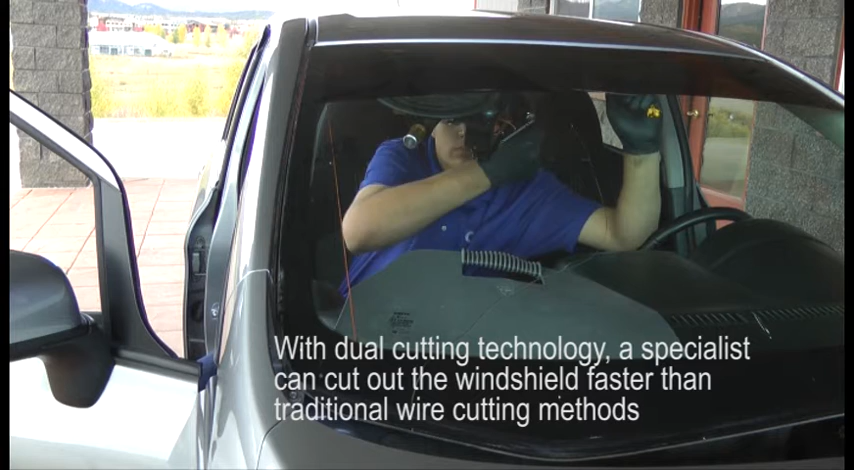 With dual cutting technology, a specialist
can cut out the windshield faster than
traditional wire cutting methods